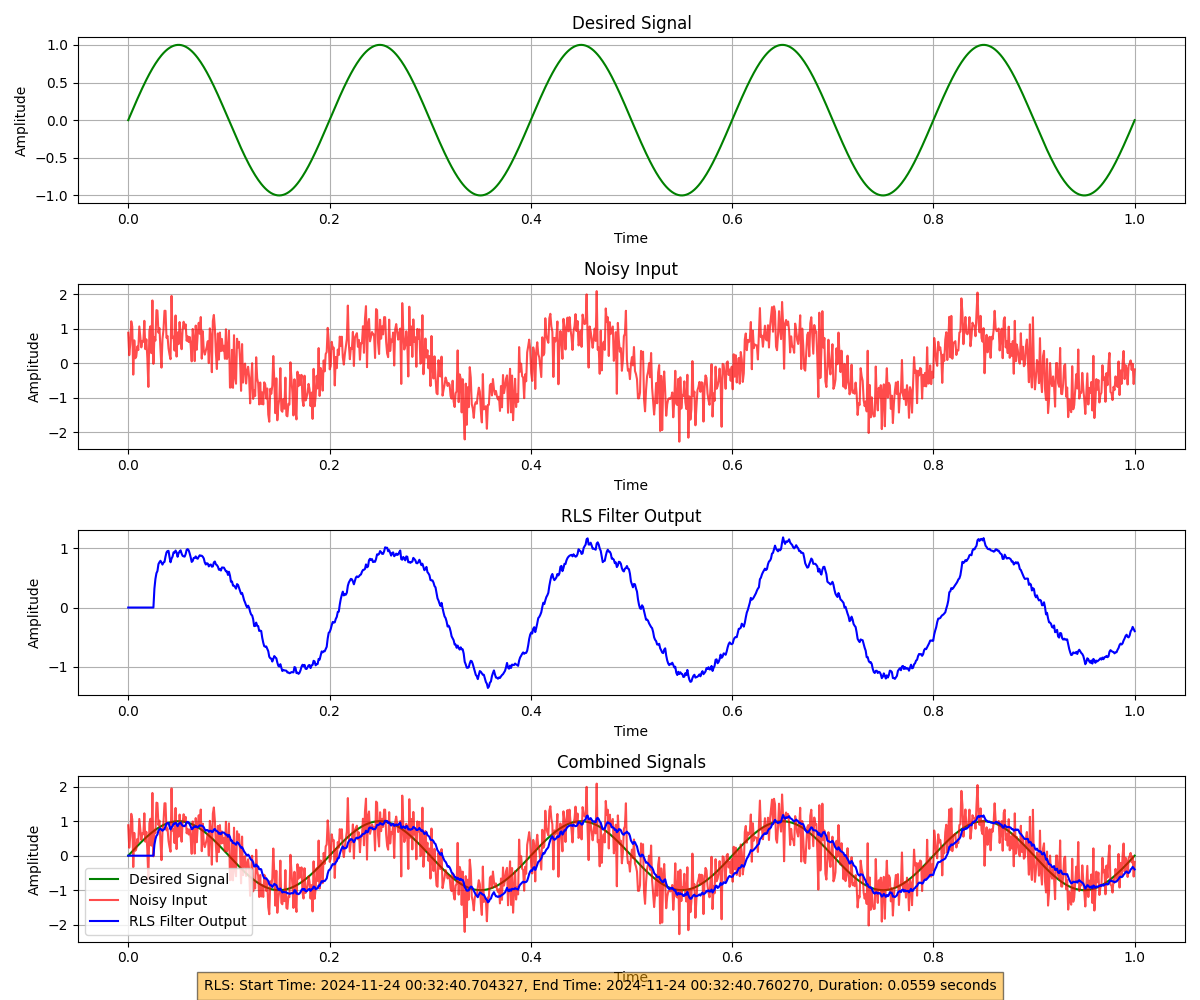 Desired Signal
1.0
0.5
0.0
−0.5
−1.0
Amplitude
0.0 0.2 0.4 0.6 0.8 1.0
Time
Noisy Input
2
1
0
−1
−2
Amplitude
0.0 0.2 0.4 0.6 0.8 1.0
Time
RLS Filter Output
1
0
−1
Amplitude
0.0 0.2 0.4 0.6 0.8 1.0
Time
Combined Signals
2
1
0
−1
−2
Amplitude
Desired Signal
Noisy Input
RLS Filter Output
0.0 0.2 0.4 0.6 0.8 1.0
Time
RLS: Start Time: 2024-11-24 00:32:40.704327, End Time: 2024-11-24 00:32:40.760270, Duration: 0.0559 seconds